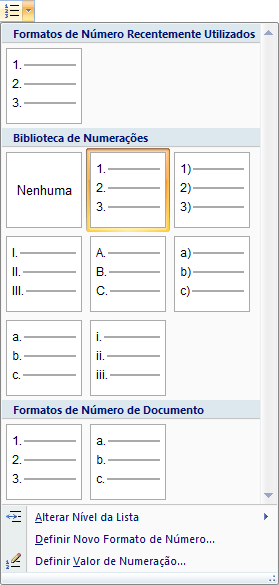 Formatos de Número Recentemente Utilizados
1.
2.
3.
Biblioteca de Numerações
Nenhuma
1.
2.
3.
1)
2)
3)
I.
II.
III.
A.
B.
C.
a)
b)
c)
a.
b.
c.
i.
ii.
iii.
Formatos de Número de Documento
1.
2.
3.
a.
b.
c.
Alterar Nível da Lista
Definir Novo Formato de Número...
Definir Valor de Numeração...